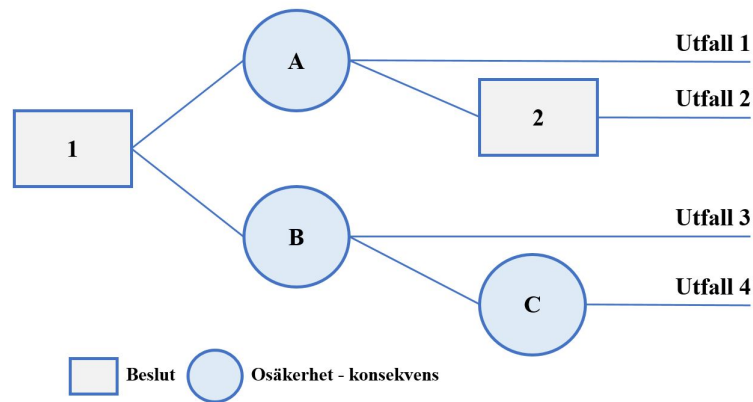 Utfall 1
A
Utfall 2
2
1
Utfall 3
B
Utfall 4
C
Beslut
Osäkerhet - konsekvens